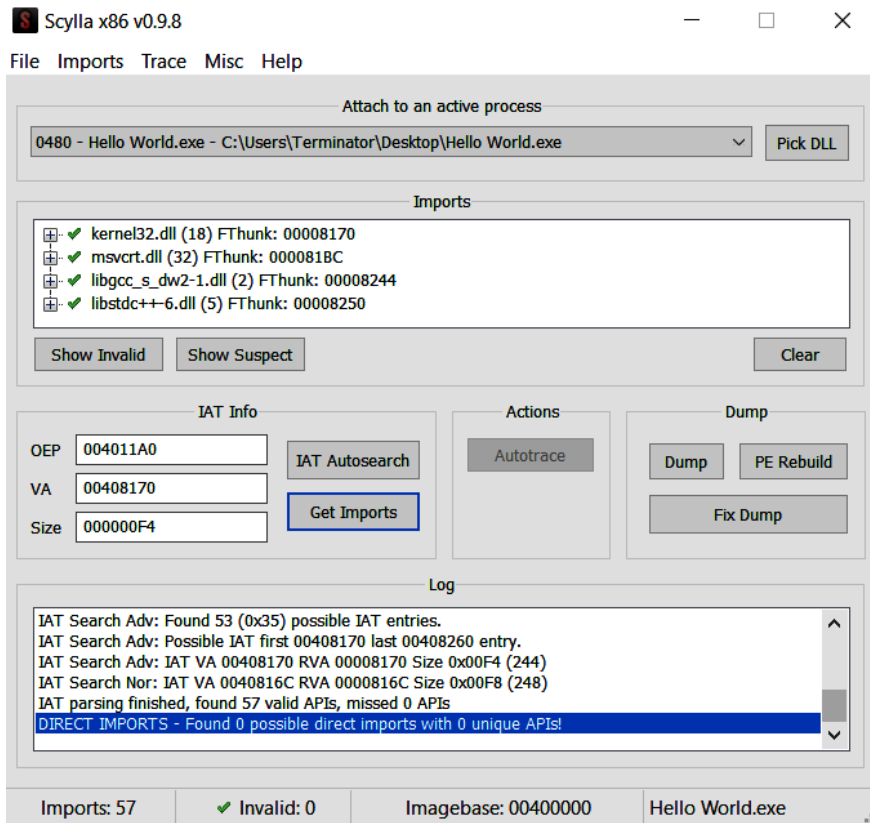 Scylla x86 v0.9.8
File Imports Trace Misc Help
Attach to an active process
0480 - Hello World.exe - C:\Users\Terminator\Desktop\Hello World.exe
Pick DLL
Imports
kernel32.dll (18) FThunk: 00008170
msvcrt.dll (32) FThunk: 000081BC
libgcc_s_dw2-1.dll (2) FThunk: 00008244
libstdc++-6.dll (5) FThunk: 00008250
Show Invalid Show Suspect Clear
IAT Info Actions Dump
OEP 004011A0 IAT Autosearch Autotrace Dump PE Rebuild
VA 00408170
Size 000000F4 Get Imports Fix Dump
Log
IAT Search Adv: Found 53 (0x35) possible IAT entries.
IAT Search Adv: Possible IAT first 00408170 last 00408260 entry.
IAT Search Adv: IAT VA 00408170 RVA 00008170 Size 0x00F4 (244)
IAT Search Nor: IAT VA 0040816C RVA 0000816C Size 0x00F8 (248)
IAT parsing finished, found 57 valid APIs, missed 0 APIs
DIRECT IMPORTS - Found 0 possible direct imports with 0 unique APIs!
Imports: 57 Invalid: 0 Imagebase: 00400000 Hello World.exe